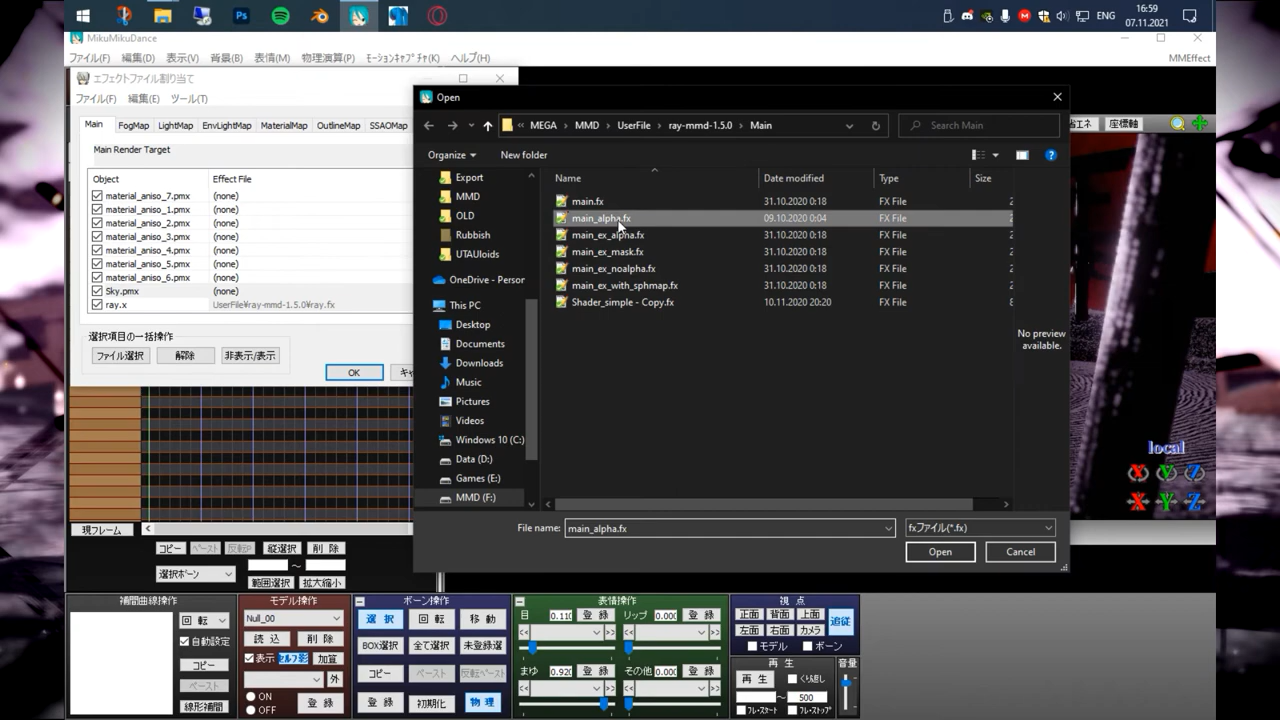 16:59
ENG
07.11.2021
MikuMikuDance
ファイル(F) 編集(D) 表示(V) 背景(B) 表情(M) 物理演算(P) モーションキャプチャ(K) ヘルプ(H) MMEffect
エフェクトファイル割り当て
ファイル(F) 編集(E) ツール(T)
Main FogMap LightMap EnvLightMap MaterialMap OutlineMap SSAOMap
Main Render Target
Object Effect File
material_aniso_7.pmx (none)
material_aniso_1.pmx (none)
material_aniso_2.pmx (none)
material_aniso_3.pmx (none)
material_aniso_4.pmx (none)
material_aniso_5.pmx (none)
material_aniso_6.pmx (none)
Sky.pmx (none)
ray.x UserFile¥ray-mmd-1.5.0¥ray.fx
選択項目の一括操作
ファイル選択 解除 非表示/表示
OK キャ
Open
« MEGA MMD UserFile ray-mmd-1.5.0 Main
Search Main
Organize New folder
Export
MMD
OLD
Rubbish
UTAUloids
OneDrive - Person
This PC
Desktop
Documents
Downloads
Music
Pictures
Videos
Windows 10 (C:)
Data (D:)
Games (E:)
MMD (F:)
Name Date modified Type Size
main.fx 31.10.2020 0:18 FX File 2
main_alpha.fx 09.10.2020 0:04 FX File 2
main_ex_alpha.fx 31.10.2020 0:18 FX File 2
main_ex_mask.fx 31.10.2020 0:18 FX File 2
main_ex_noalpha.fx 31.10.2020 0:18 FX File 2
main_ex_with_sphmap.fx 31.10.2020 0:18 FX File 2
Shader_simple - Copy.fx 10.11.2020 20:20 FX File 8
No preview
available.
File name: main_alpha.fx fxファイル(*.fx)
Open Cancel
省エネ 座標軸
local
X Y Z
X Y Z
現フレーム
コピー ペースト 反転P 縦選択 削 除
選択ボーン ～
範囲選択 拡大縮小
補間曲線操作
回 転
自動設定
コピー
ペースト
線形補間
モデル操作
Null_00
読 込 削 除
表示 セルフ影 加算
外
ON
OFF
登 録
ボーン操作
選 択 回 転 移 動
BOX選択 全て選択 未登録選
コピー ペースト 反転ペースト
登 録 初期化 物 理
表情操作
目 0.110 登 録 リップ 0.000 登 録
<< >> << >>
まゆ 0.920 登 録 その他 0.000 登 録
<< >> << >>
視 点
正面 背面 上面 追従
左面 右面 カメラ
モデル ボーン
再 生 音量
再 生 くり返し
～ 500
フレ・スタート フレ・ストップ